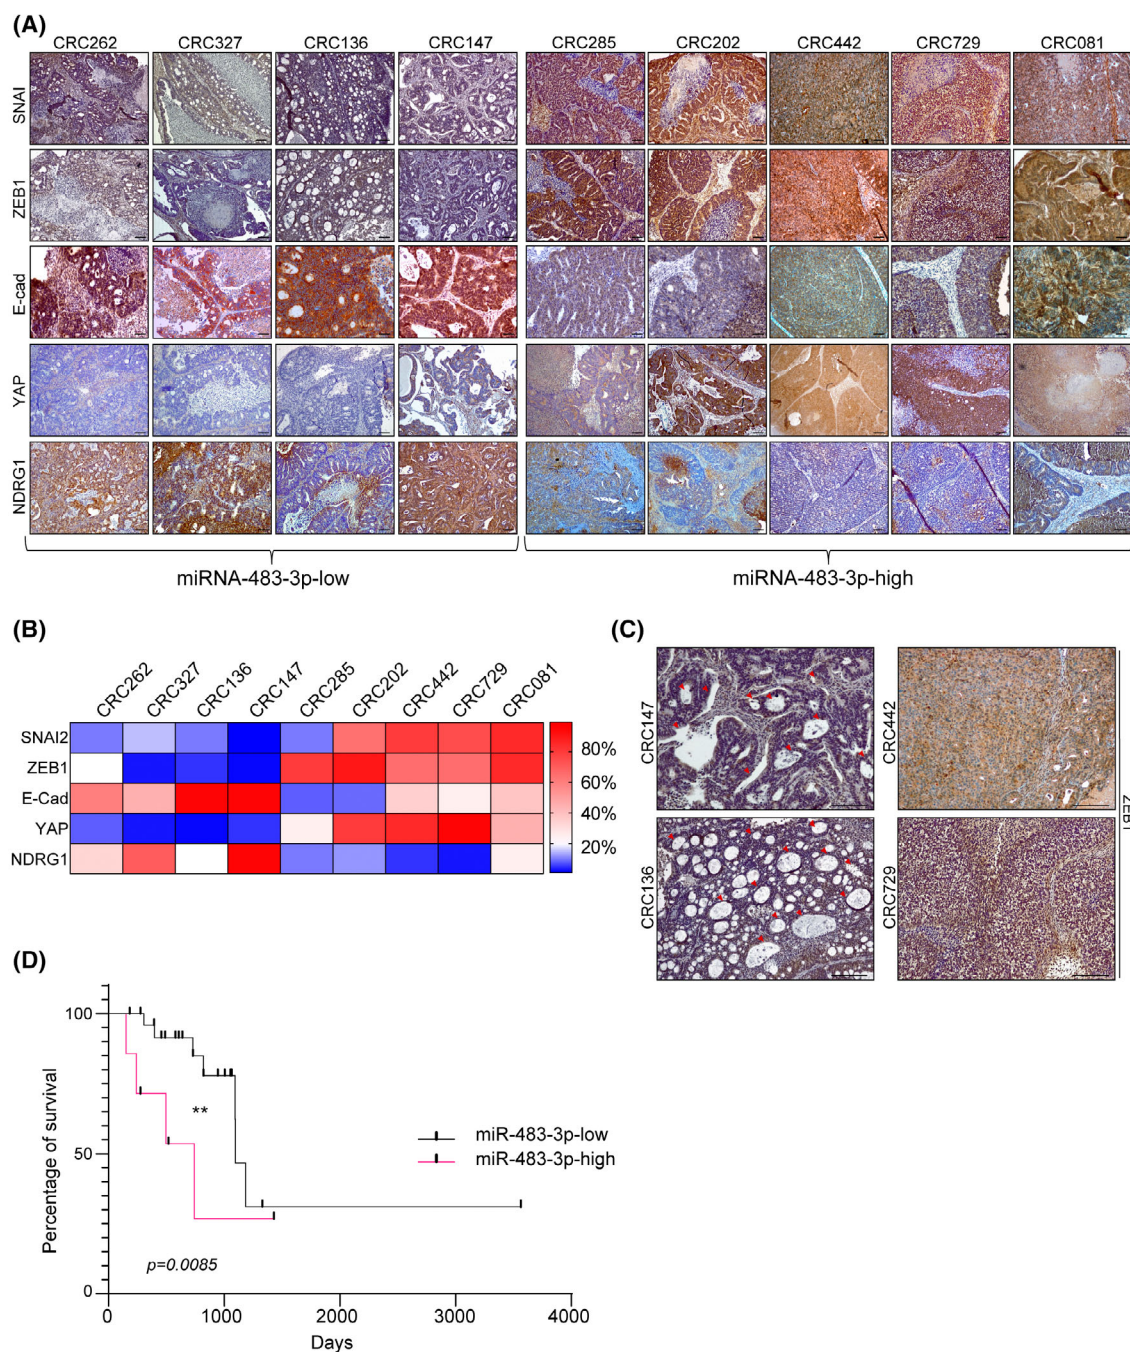 (A)
CRC262 CRC327 CRC136 CRC147 CRC285 CRC202 CRC442 CRC729 CRC081
SNAI
ZEB1
E-cad
YAP
NDRG1
miRNA-483-3p-low miRNA-483-3p-high
(B)
CRC262 CRC327 CRC136 CRC147 CRC285 CRC202 CRC442 CRC729 CRC081
SNAI2
ZEB1
E-Cad
YAP
NDRG1
80%
60%
40%
20%
(C)
CRC147 CRC442
CRC136 CRC729
ZEB1
(D)
Percentage of survival
100
50
0
**
p=0.0085
miR-483-3p-low
miR-483-3p-high
0 1000 2000 3000 4000
Days